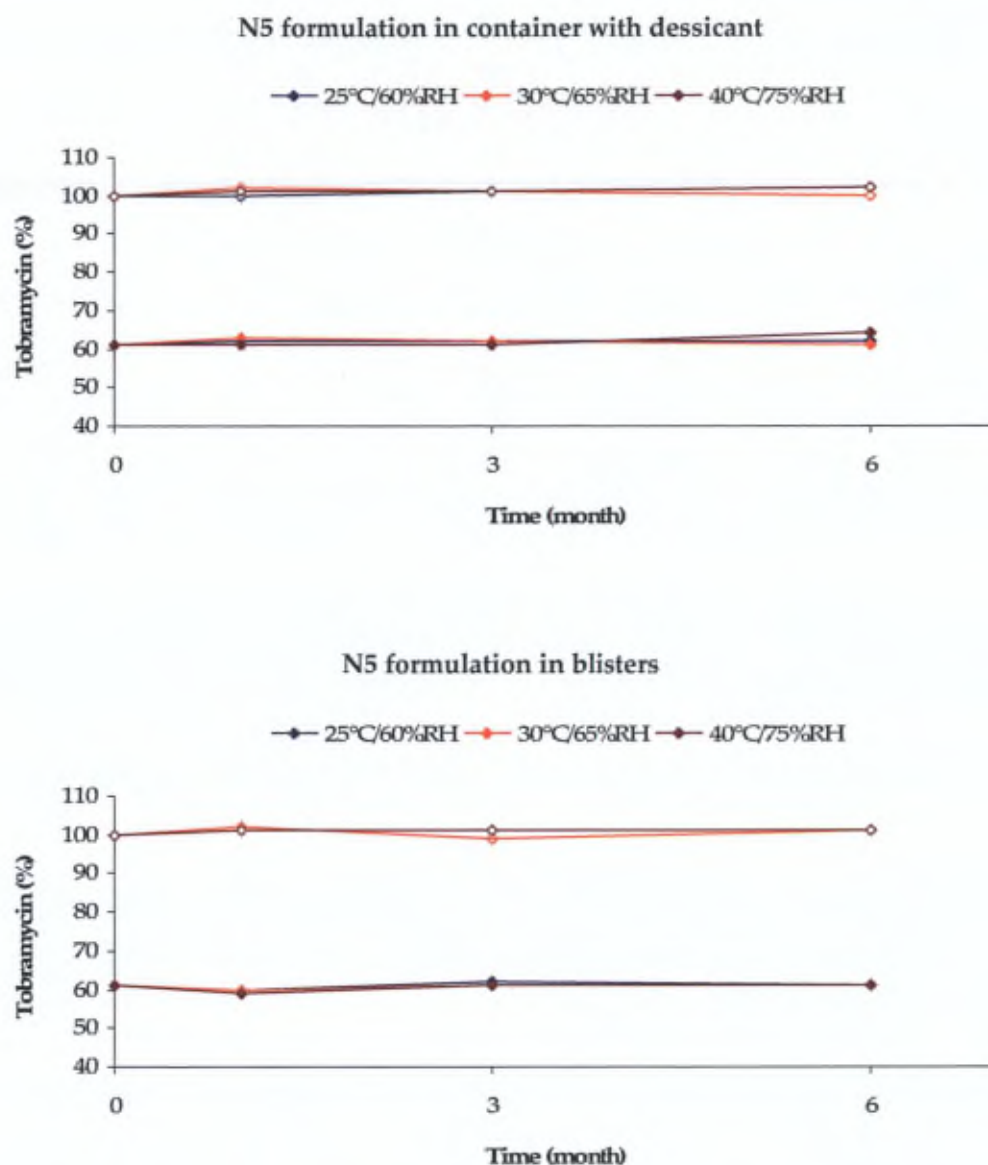 N5 formulation in container with dessicant
25°C/60%RH 30°C/65%RH 40°C/75%RH
110
100
90
80
70
60
50
40
Tobramycin (%)
0 3 6
Time (month)
N5 formulation in blisters
25°C/60%RH 30°C/65%RH 40°C/75%RH
110
100
90
80
70
60
50
40
Tobramycin (%)
0 3 6
Time (month)